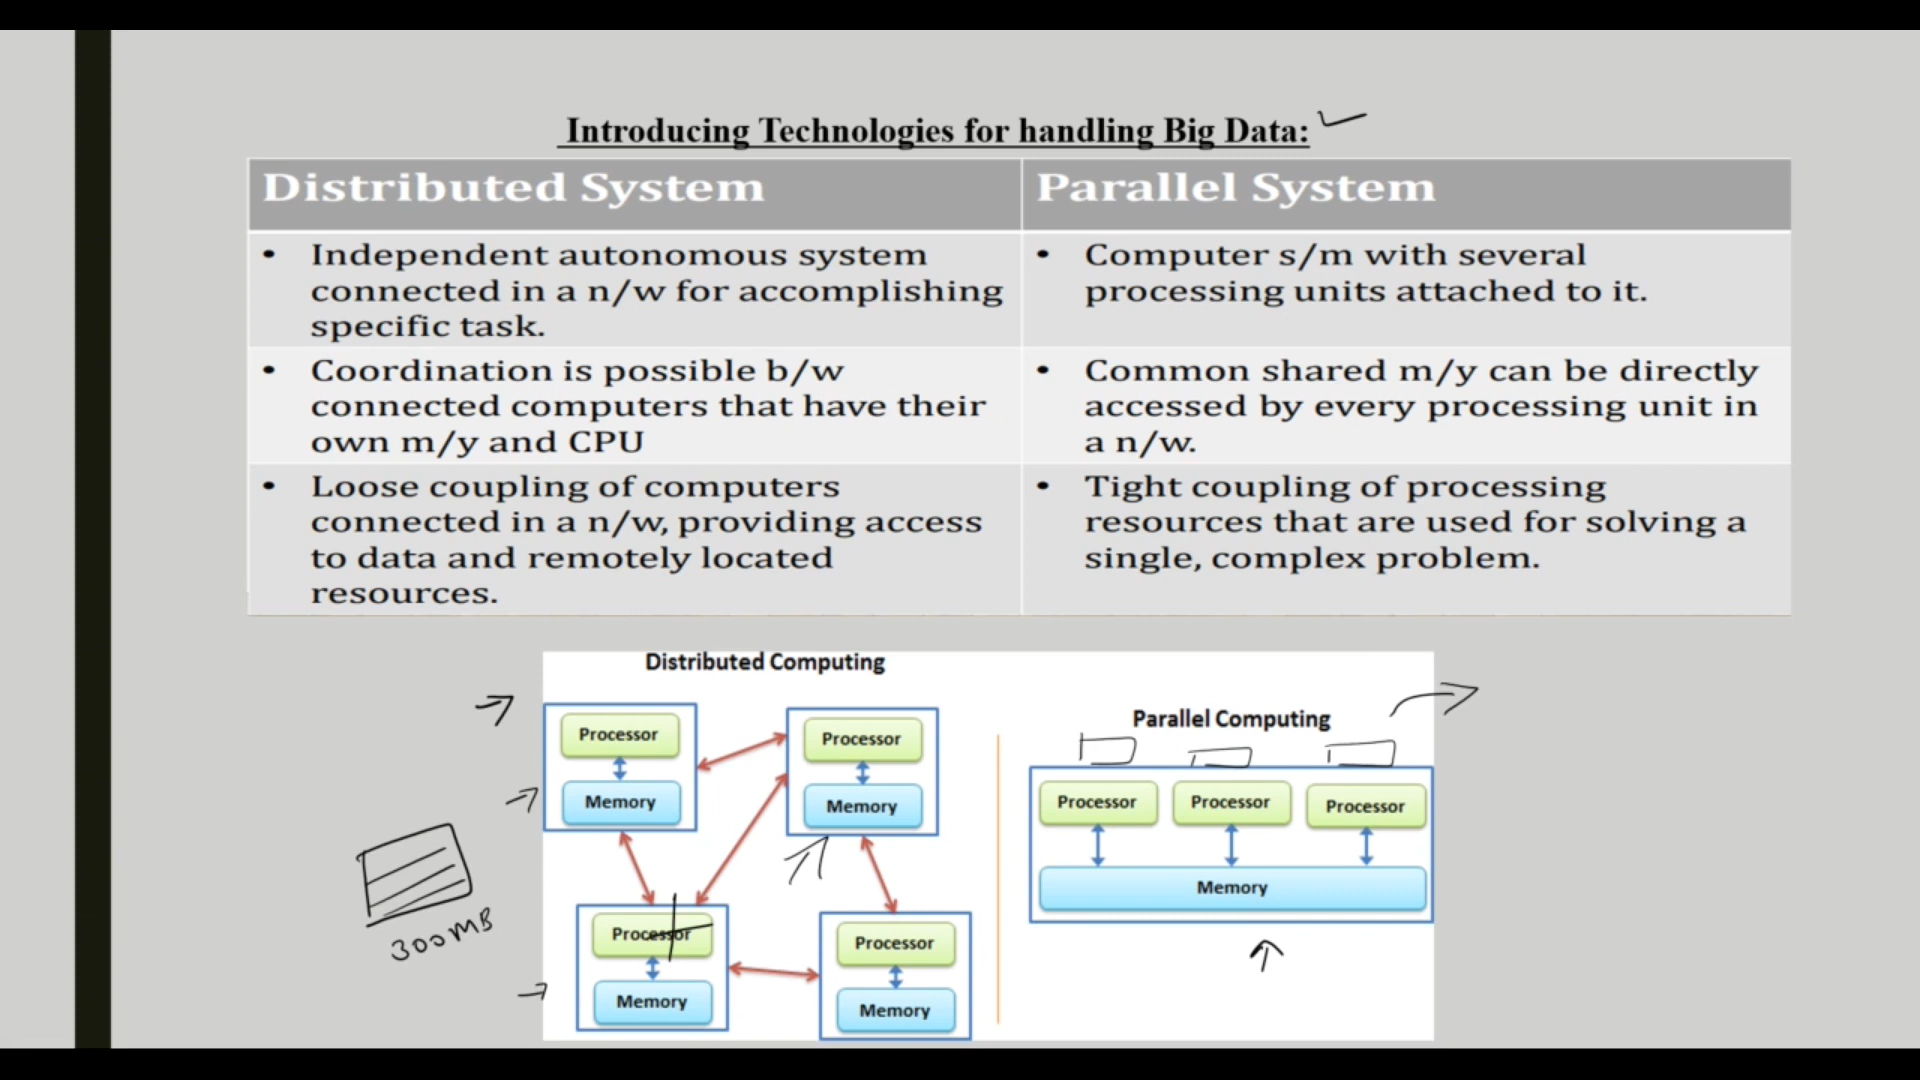 Introducing Technologies for handling Big Data:
Distributed System
Parallel System
• Independent autonomous system
connected in a n/w for accomplishing
specific task.
• Computer s/m with several
processing units attached to it.
• Coordination is possible b/w
connected computers that have their
own m/y and CPU
• Common shared m/y can be directly
accessed by every processing unit in
a n/w.
• Loose coupling of computers
connected in a n/w, providing access
to data and remotely located
resources.
• Tight coupling of processing
resources that are used for solving a
single, complex problem.
Distributed Computing
Processor
Memory
Processor
Memory
Processor
Memory
Processor
Memory
300MB
Parallel Computing
Processor
Processor
Processor
Memory